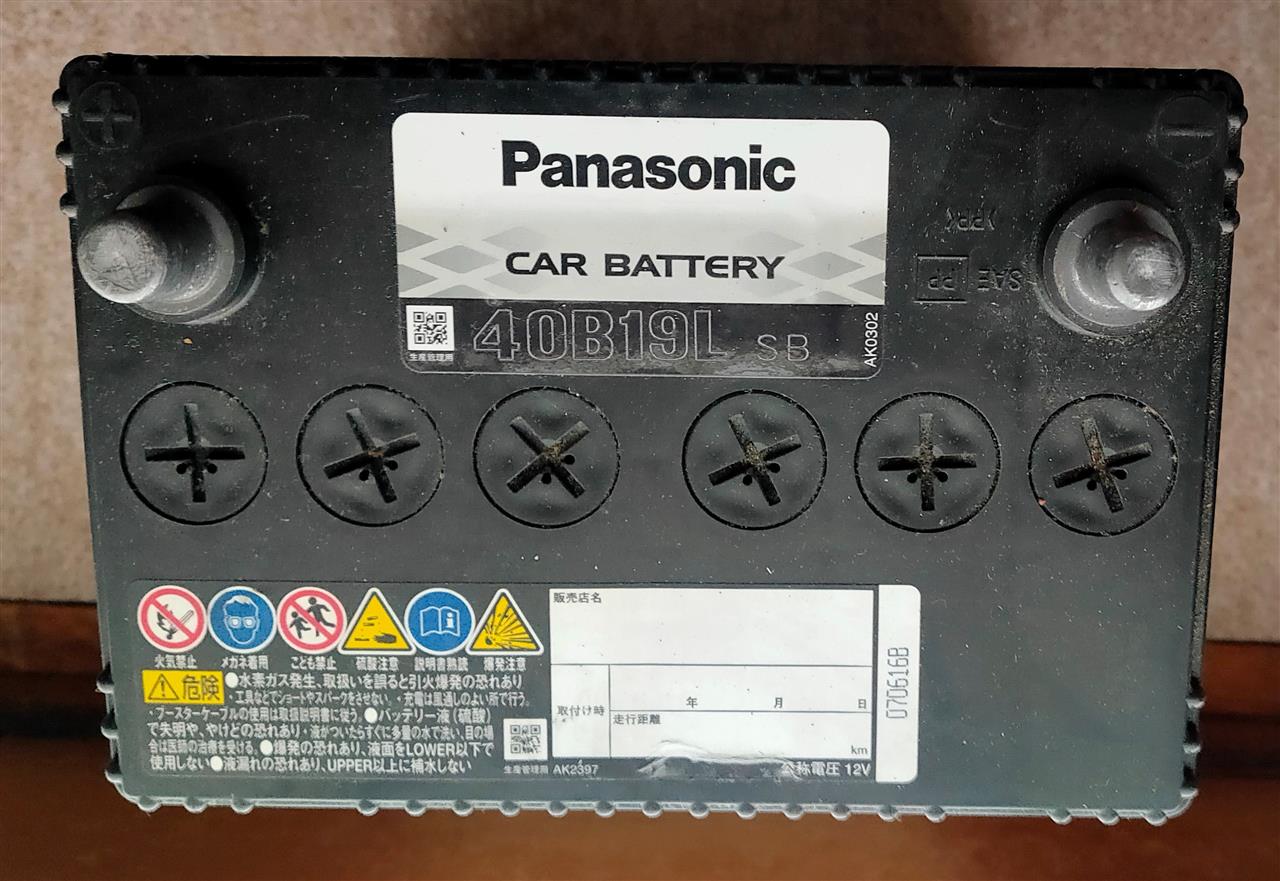 Panasonic
CAR BATTERY
生産管理用
40B19L SB
AK0302
>PP<
SAE PP
火気禁止 メガネ着用 こども禁止 硫酸注意 説明書熟読 爆発注意
危険 ●水素ガス発生、取扱いを誤ると引火爆発の恐れあり
・工具などでショートやスパークをさせない。・充電は風通しのよい所で行う。
・ブースターケーブルの使用は取扱説明書に従う。●バッテリー液(硫酸)
で失明や、やけどの恐れあり・液がついたらすぐに多量の水で洗い、目の場
合は医師の治療を受ける。●爆発の恐れあり、液面をLOWER以下で
使用しない●液漏れの恐れあり、UPPER以上に補水しない
生産管理用
販売店名
取付け時
年 月 日
走行距離
km
AK2397
公称電圧 12V
070616B